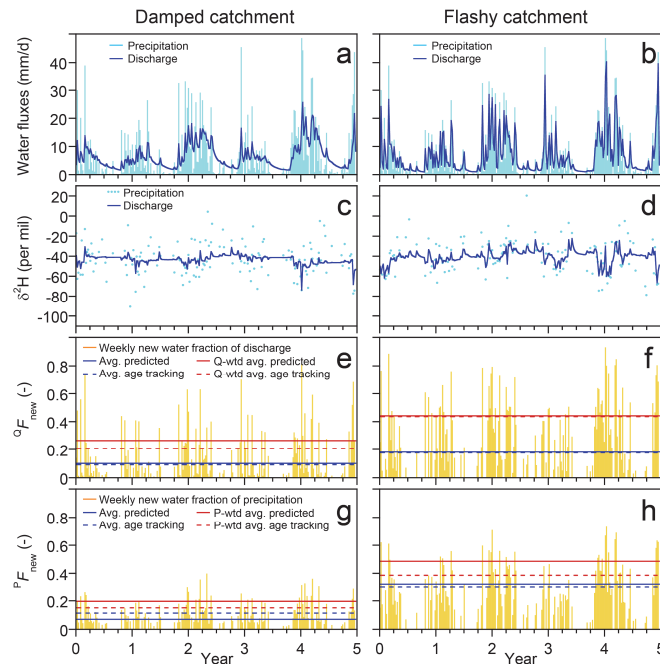 Damped catchment
Flashy catchment
Water fluxes (mm/d)
40
30
20
10
0
Precipitation
Discharge
a
Precipitation
Discharge
b
δ²H (per mil)
20
0
-20
-40
-60
-80
-100
Precipitation
Discharge
c
d
QFnew (-)
0.8
0.6
0.4
0.2
0
Weekly new water fraction of discharge
Avg. predicted
Q-wtd avg. predicted
Avg. age tracking
Q-wtd avg. age tracking
e
f
PFnew (-)
0.8
0.6
0.4
0.2
0
Weekly new water fraction of precipitation
Avg. predicted
P-wtd avg. predicted
Avg. age tracking
P-wtd avg. age tracking
g
h
0 1 2 3 4 5
Year
0 1 2 3 4 5
Year